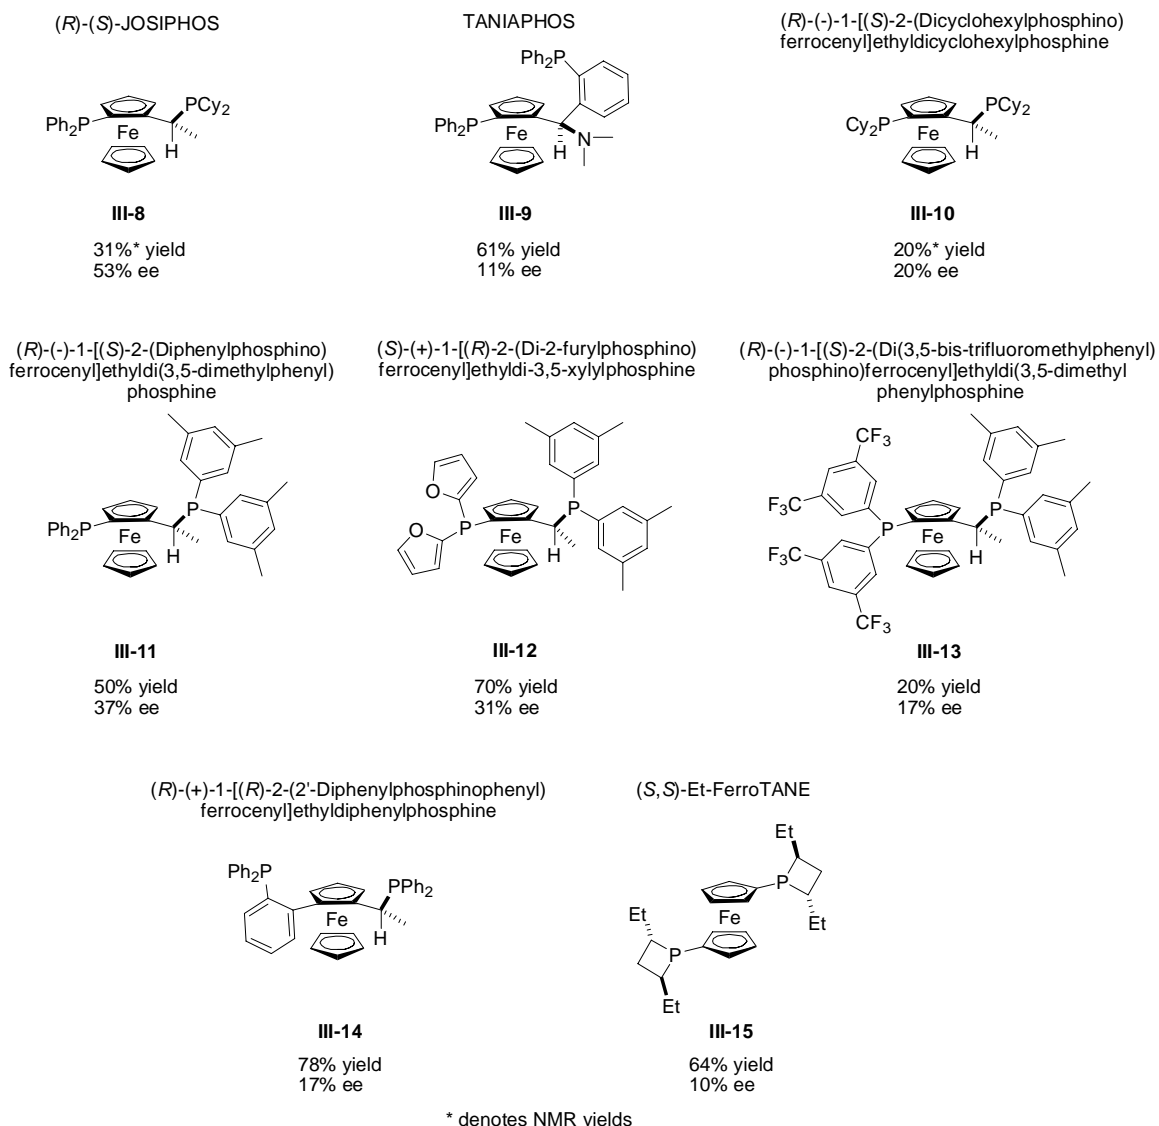 (R)-(S)-JOSIPHOS
Ph2P
Fe
PCy2
H
III-8
31%* yield
53% ee
TANIAPHOS
Ph2P
Ph2P
Fe
H
N
III-9
61% yield
11% ee
(R)-(-)-1-[(S)-2-(Dicyclohexylphosphino)
ferrocenyl]ethyldicyclohexylphosphine
Cy2P
Fe
PCy2
H
III-10
20%* yield
20% ee
(R)-(-)-1-[(S)-2-(Diphenylphosphino)
ferrocenyl]ethyldi(3,5-dimethylphenyl)
phosphine
Ph2P
Fe
P
H
III-11
50% yield
37% ee
(S)-(+)-1-[(R)-2-(Di-2-furylphosphino)
ferrocenyl]ethyldi-3,5-xylylphosphine
O
P
O
Fe
P
H
III-12
70% yield
31% ee
(R)-(-)-1-[(S)-2-(Di(3,5-bis-trifluoromethylphenyl)
phosphino)ferrocenyl]ethyldi(3,5-dimethyl
phenylphosphine
CF3
F3C
P
F3C
CF3
Fe
P
H
III-13
20% yield
17% ee
(R)-(+)-1-[(R)-2-(2'-Diphenylphosphinophenyl)
ferrocenyl]ethyldiphenylphosphine
Ph2P
Fe
PPh2
H
III-14
78% yield
17% ee
(S,S)-Et-FerroTANE
Et
P
Fe
Et
Et
P
Et
III-15
64% yield
10% ee
* denotes NMR yields